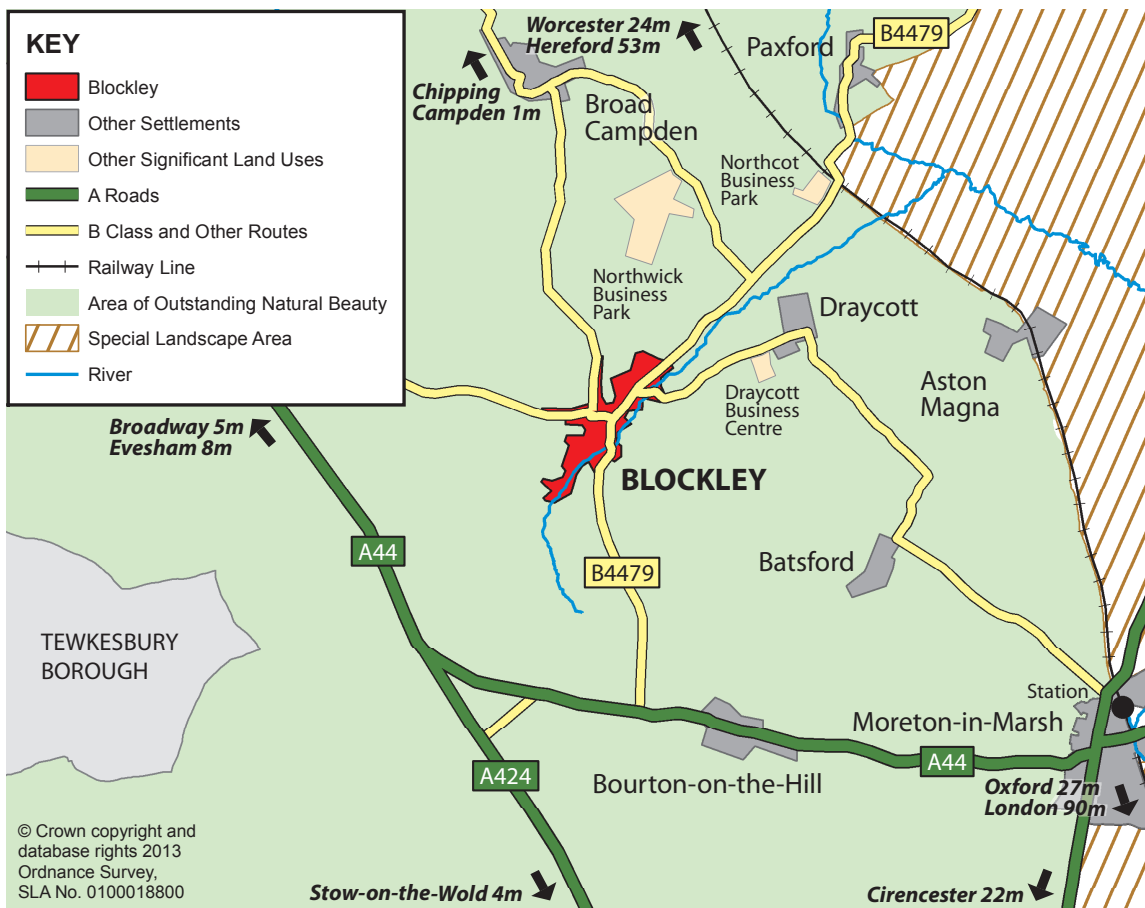 KEY
Blockley
Other Settlements
Other Significant Land Uses
A Roads
B Class and Other Routes
Railway Line
Area of Outstanding Natural Beauty
Special Landscape Area
River
Worcester 24m
Hereford 53m
Chipping
Campden 1m
Paxford
B4479
Broad
Campden
Northcot
Business
Park
Northwick
Business
Park
Draycott
Draycott
Business
Centre
Aston
Magna
Broadway 5m
Evesham 8m
BLOCKLEY
A44
B4479
Batsford
TEWKESBURY
BOROUGH
Station
Moreton-in-Marsh
A44
Bourton-on-the-Hill
A424
Oxford 27m
London 90m
© Crown copyright and
database rights 2013
Ordnance Survey,
SLA No. 0100018800
Stow-on-the-Wold 4m
Cirencester 22m